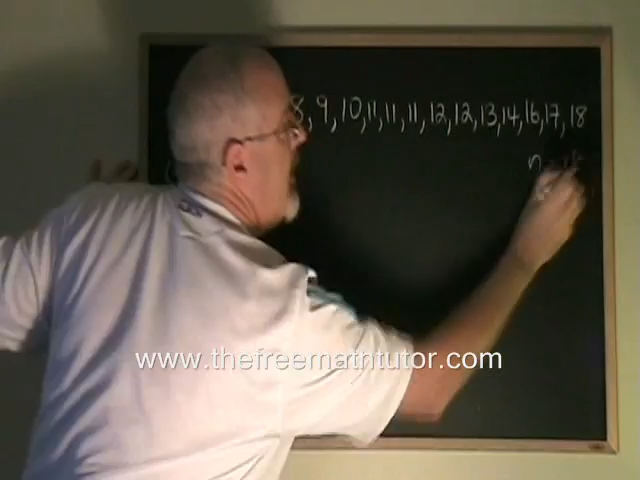 8, 9, 10, 11, 11, 11, 12, 12, 13, 14, 16, 17, 18
n
www.thefreemathtutor.com